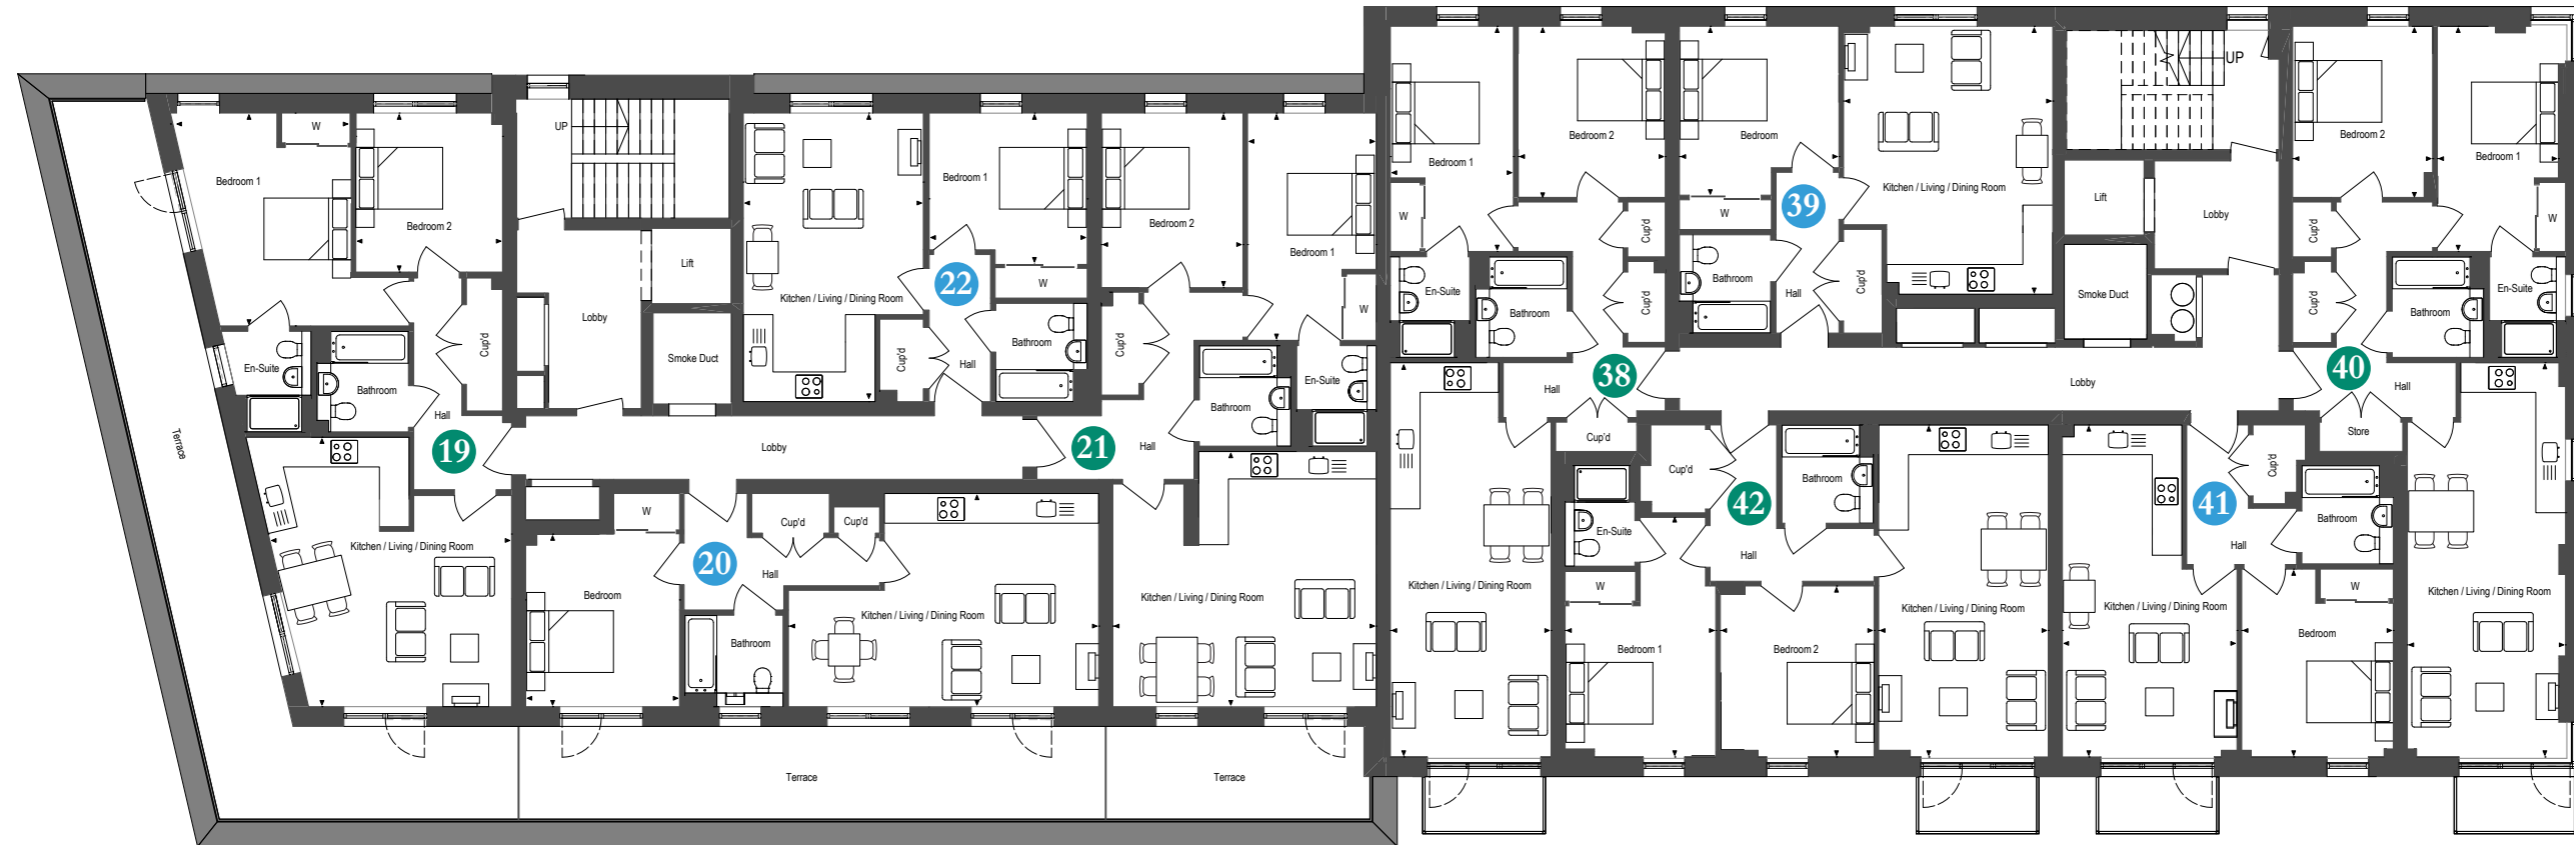 Bedroom 1
W
Bedroom 2
En-Suite
Bathroom
Cup'd
Hall
19
Kitchen / Living / Dining Room
Terrace
UP
Lift
Lobby
Smoke Duct
Kitchen / Living / Dining Room
Bedroom 1
W
22
Cup'd
Hall
Bathroom
Bedroom 2
Bedroom 1
W
Cup'd
Bathroom
En-Suite
Hall
21
Kitchen / Living / Dining Room
Lobby
W
Cup'd
Cup'd
20
Hall
Bedroom
Bathroom
Kitchen / Living / Dining Room
Terrace
Terrace
Bedroom 1
W
Bedroom 2
Cup'd
Cup'd
En-Suite
Bathroom
38
Hall
Cup'd
Kitchen / Living / Dining Room
Bedroom
W
39
Bathroom
Hall
Cup'd
Kitchen / Living / Dining Room
UP
Lift
Lobby
Smoke Duct
Lobby
Bedroom 2
Bedroom 1
W
Cup'd
Cup'd
Bathroom
En-Suite
40
Hall
Store
Kitchen / Living / Dining Room
Cup'd
42
Bathroom
En-Suite
Hall
W
Bedroom 1
Bedroom 2
Kitchen / Living / Dining Room
Cup'd
41
Bathroom
Hall
W
Bedroom
Kitchen / Living / Dining Room